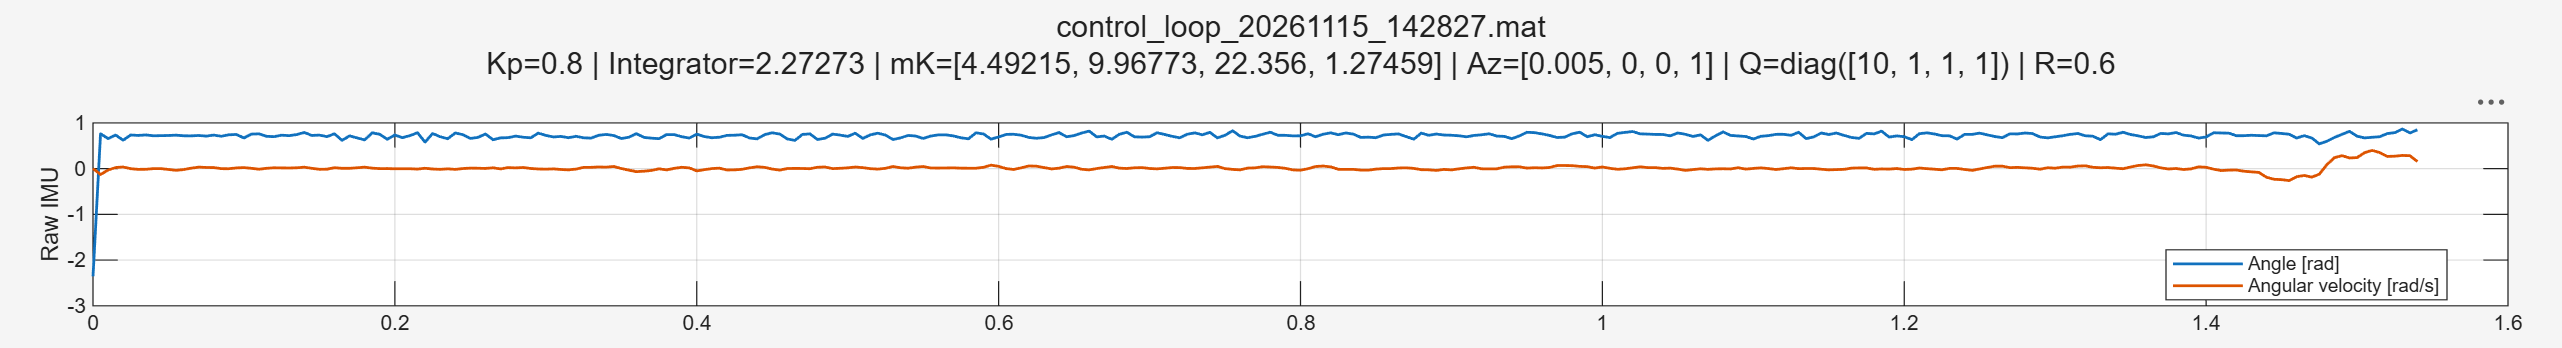 control_loop_20261115_142827.mat
Kp=0.8 | Integrator=2.27273 | mK=[4.49215, 9.96773, 22.356, 1.27459] | Az=[0.005, 0, 0, 1] | Q=diag([10, 1, 1, 1]) | R=0.6
Raw IMU
1
0
-1
-2
-3
Angle [rad]
Angular velocity [rad/s]
0 0.2 0.4 0.6 0.8 1 1.2 1.4 1.6